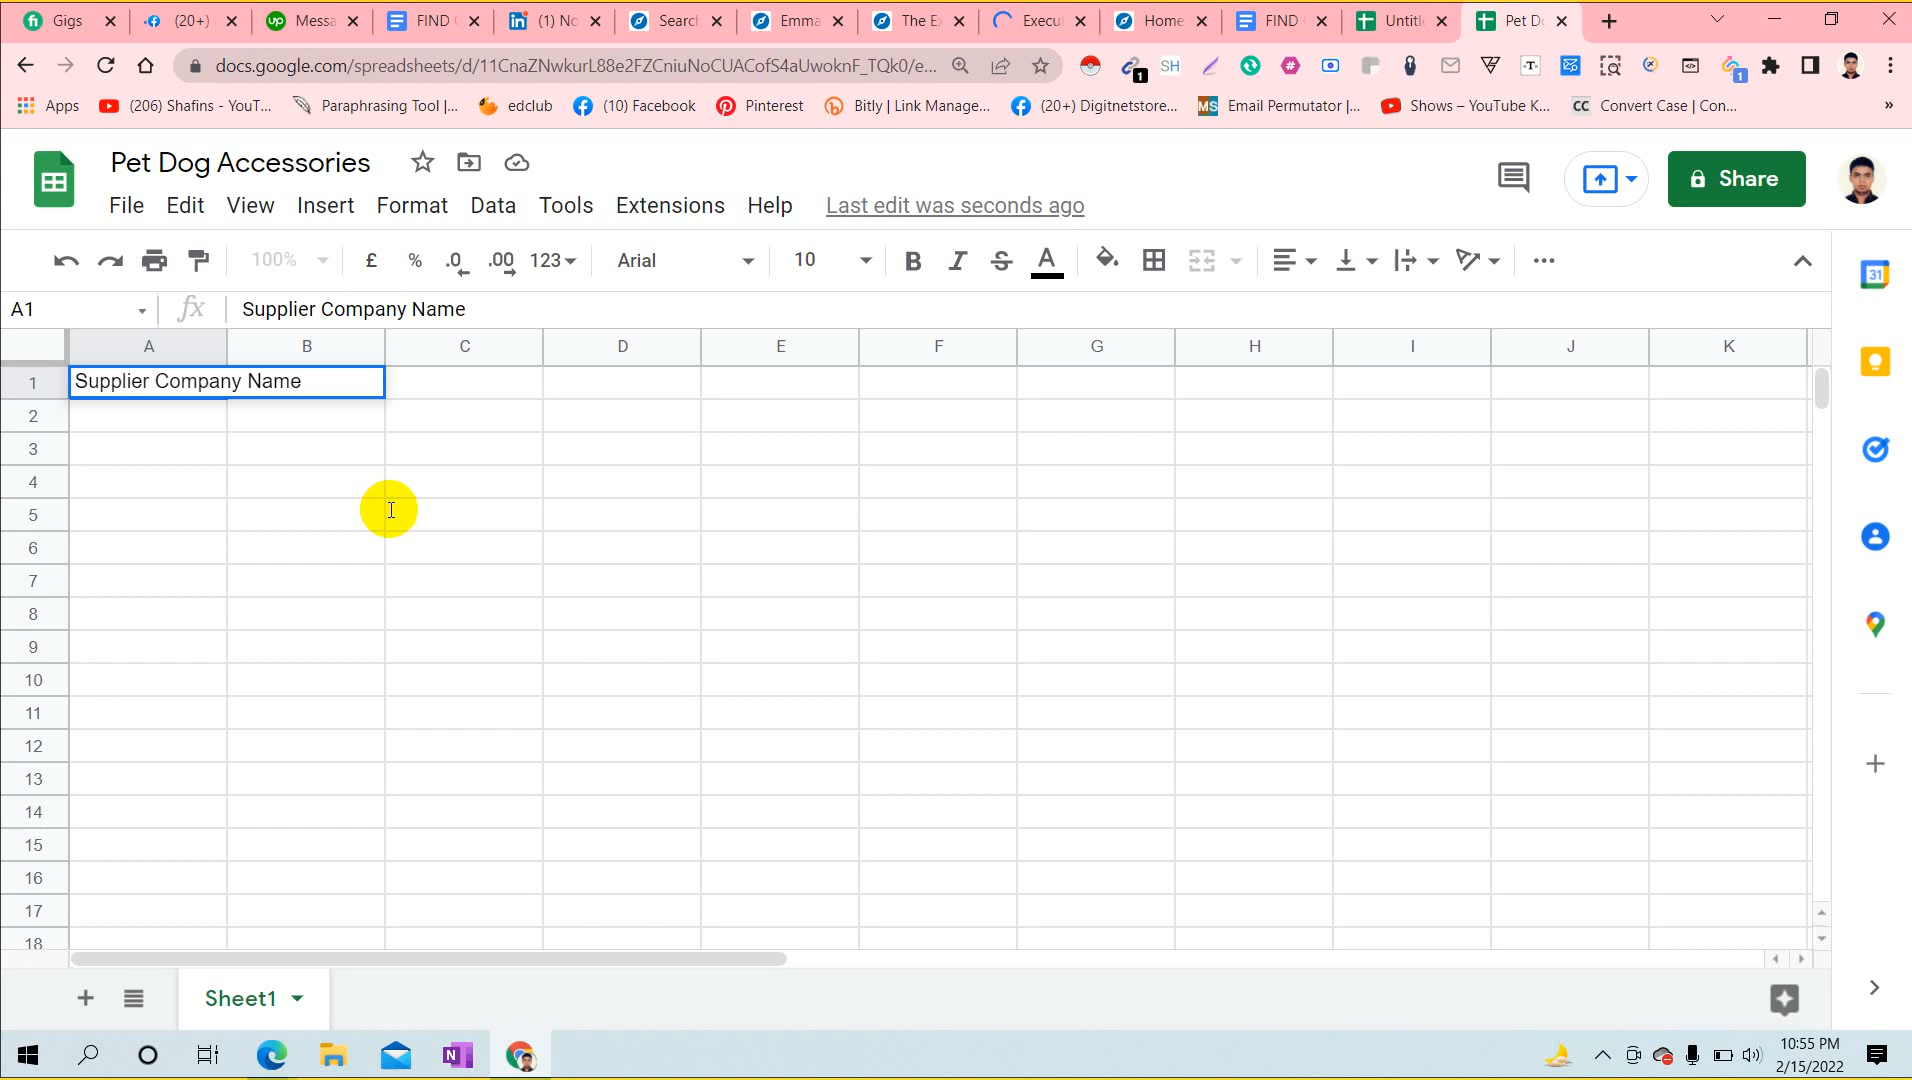 Gigs
(20+)
Messa
FIND
(1) No
Search
Emma
The E
Execut
Home
FIND
Untitl
Pet D
docs.google.com/spreadsheets/d/11CnaZNwkurL88e2FZCniuNoCUACofS4aUwoknF_TQk0/e...
Apps
(206) Shafins - YouT...
Paraphrasing Tool |...
edclub
(10) Facebook
Pinterest
Bitly | Link Manage...
(20+) Digitnetstore...
Email Permutator |...
Shows – YouTube K...
CC Convert Case | Con...
»
Pet Dog Accessories
File Edit View Insert Format Data Tools Extensions Help Last edit was seconds ago
Share
100% £ % .0 .00 123 Arial 10 B I S A
A1 fx Supplier Company Name
A B C D E F G H I J K
1 Supplier Company Name
2
3
4
5
6
7
8
9
10
11
12
13
14
15
16
17
18
Sheet1
10:55 PM
2/15/2022